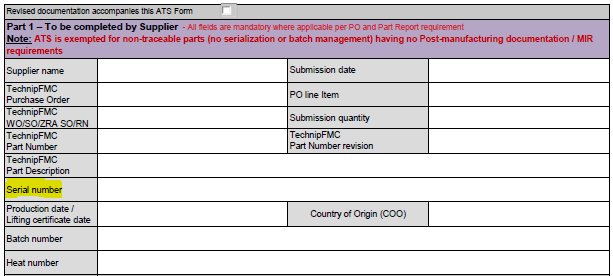 Revised documentation accompanies this ATS Form
Part 1 – To be completed by Supplier - All fields are mandatory where applicable per PO and Part Report requirement
Note: ATS is exempted for non-traceable parts (no serialization or batch management) having no Post-manufacturing documentation / MIR
requirements
Supplier name
Submission date
TechnipFMC
Purchase Order
PO line Item
TechnipFMC
WO/SO/ZRA SO/RN
Submission quantity
TechnipFMC
Part Number
TechnipFMC
Part Number revision
TechnipFMC
Part Description
Serial number
Production date /
Lifting certificate date
Country of Origin (COO)
Batch number
Heat number